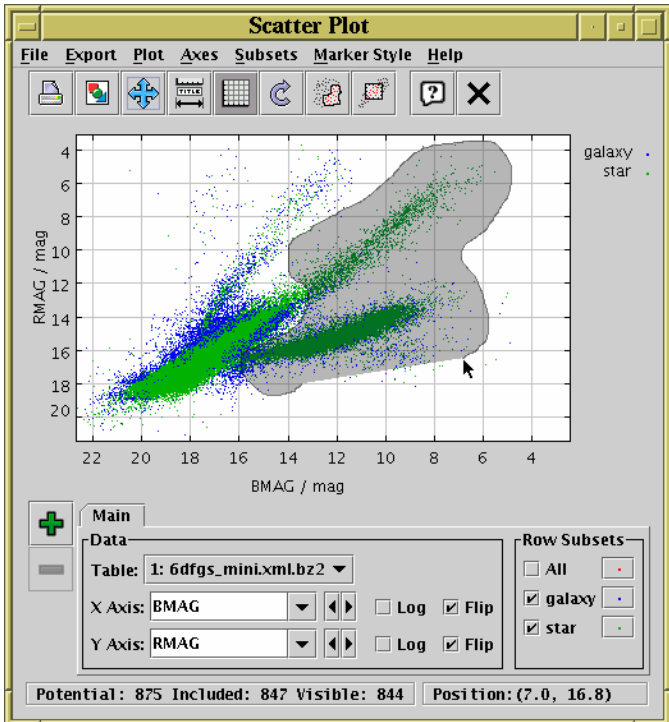 Scatter Plot
File Export Plot Axes Subsets Marker Style Help
TITLE
?
galaxy
star
4
6
8
10
12
14
16
18
20
RMAG / mag
22 20 18 16 14 12 10 8 6 4
BMAG / mag
Main
Data
Table: 1: 6dfgs_mini.xml.bz2
X Axis: BMAG Log Flip
Y Axis: RMAG Log Flip
Row Subsets
All
galaxy
star
Potential: 875 Included: 847 Visible: 844 Position:(7.0, 16.8)